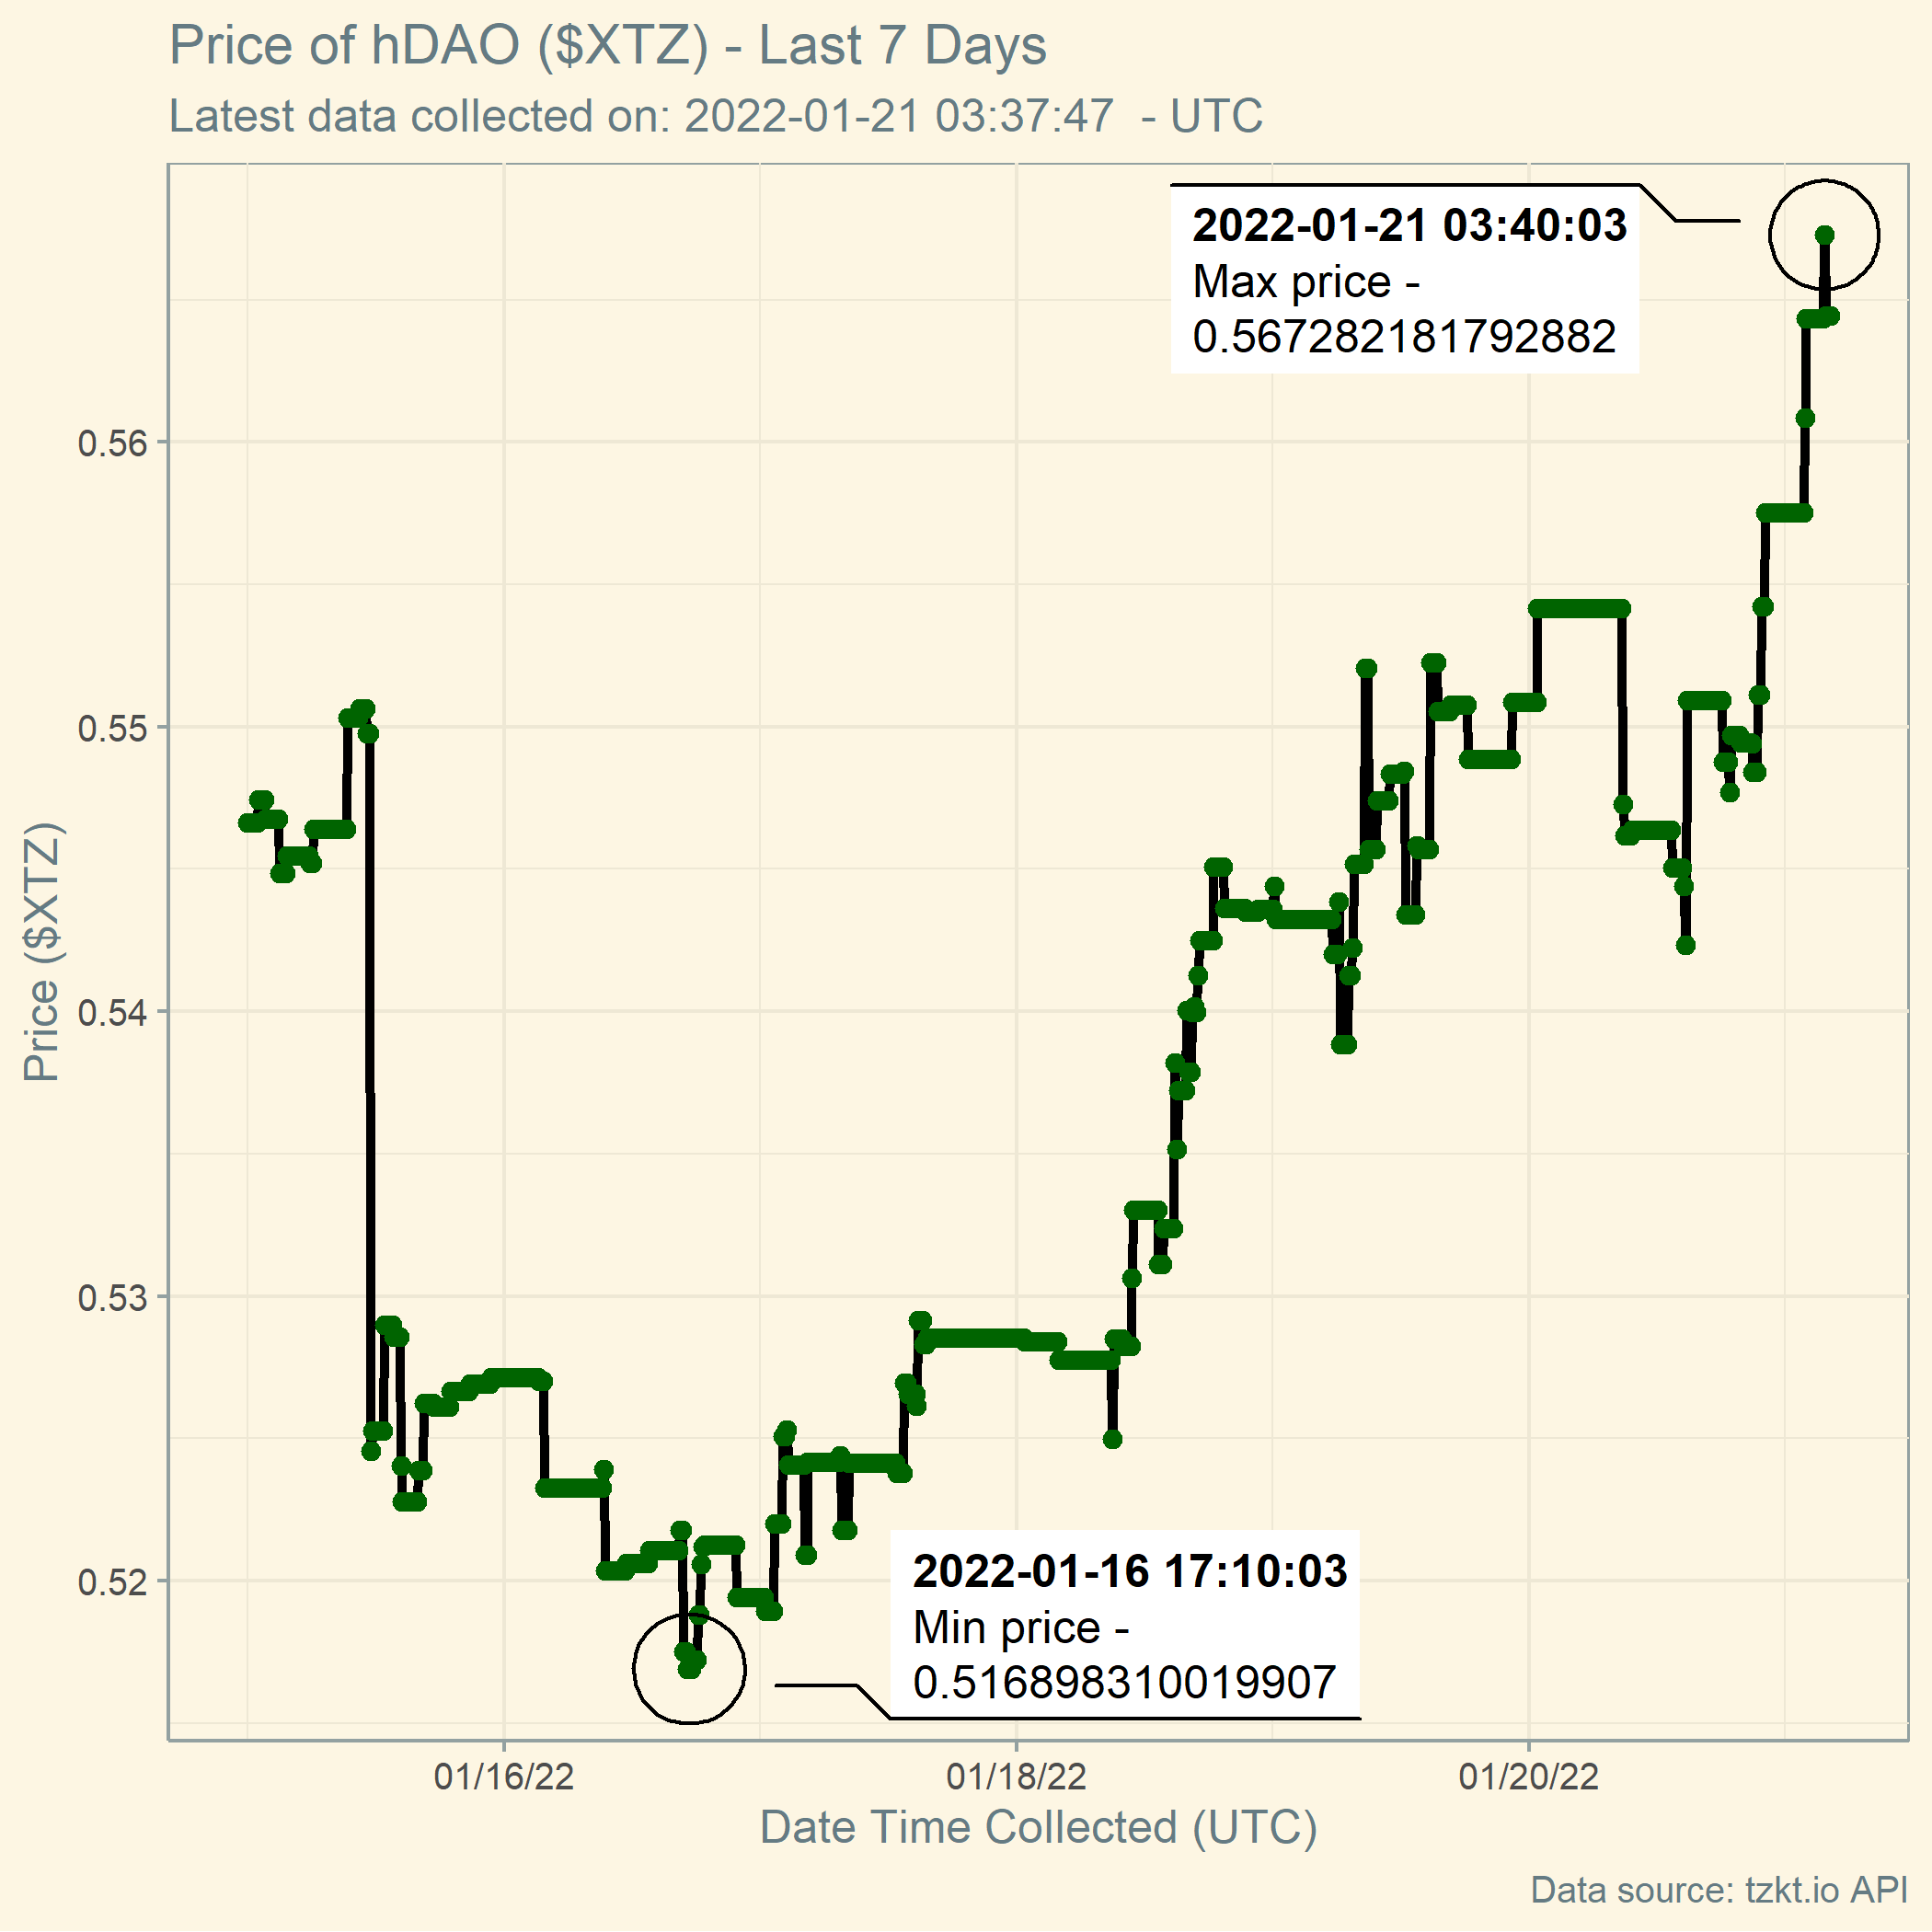 Price of hDAO ($XTZ) - Last 7 Days
Latest data collected on: 2022-01-21 03:37:47  - UTC
2022-01-21 03:40:03
Max price -
0.567282181792882
0.56
0.55
0.54
0.53
0.52
Price ($XTZ)
2022-01-16 17:10:03
Min price -
0.516898310019907
01/16/22
01/18/22
01/20/22
Date Time Collected (UTC)
Data source: tzkt.io API